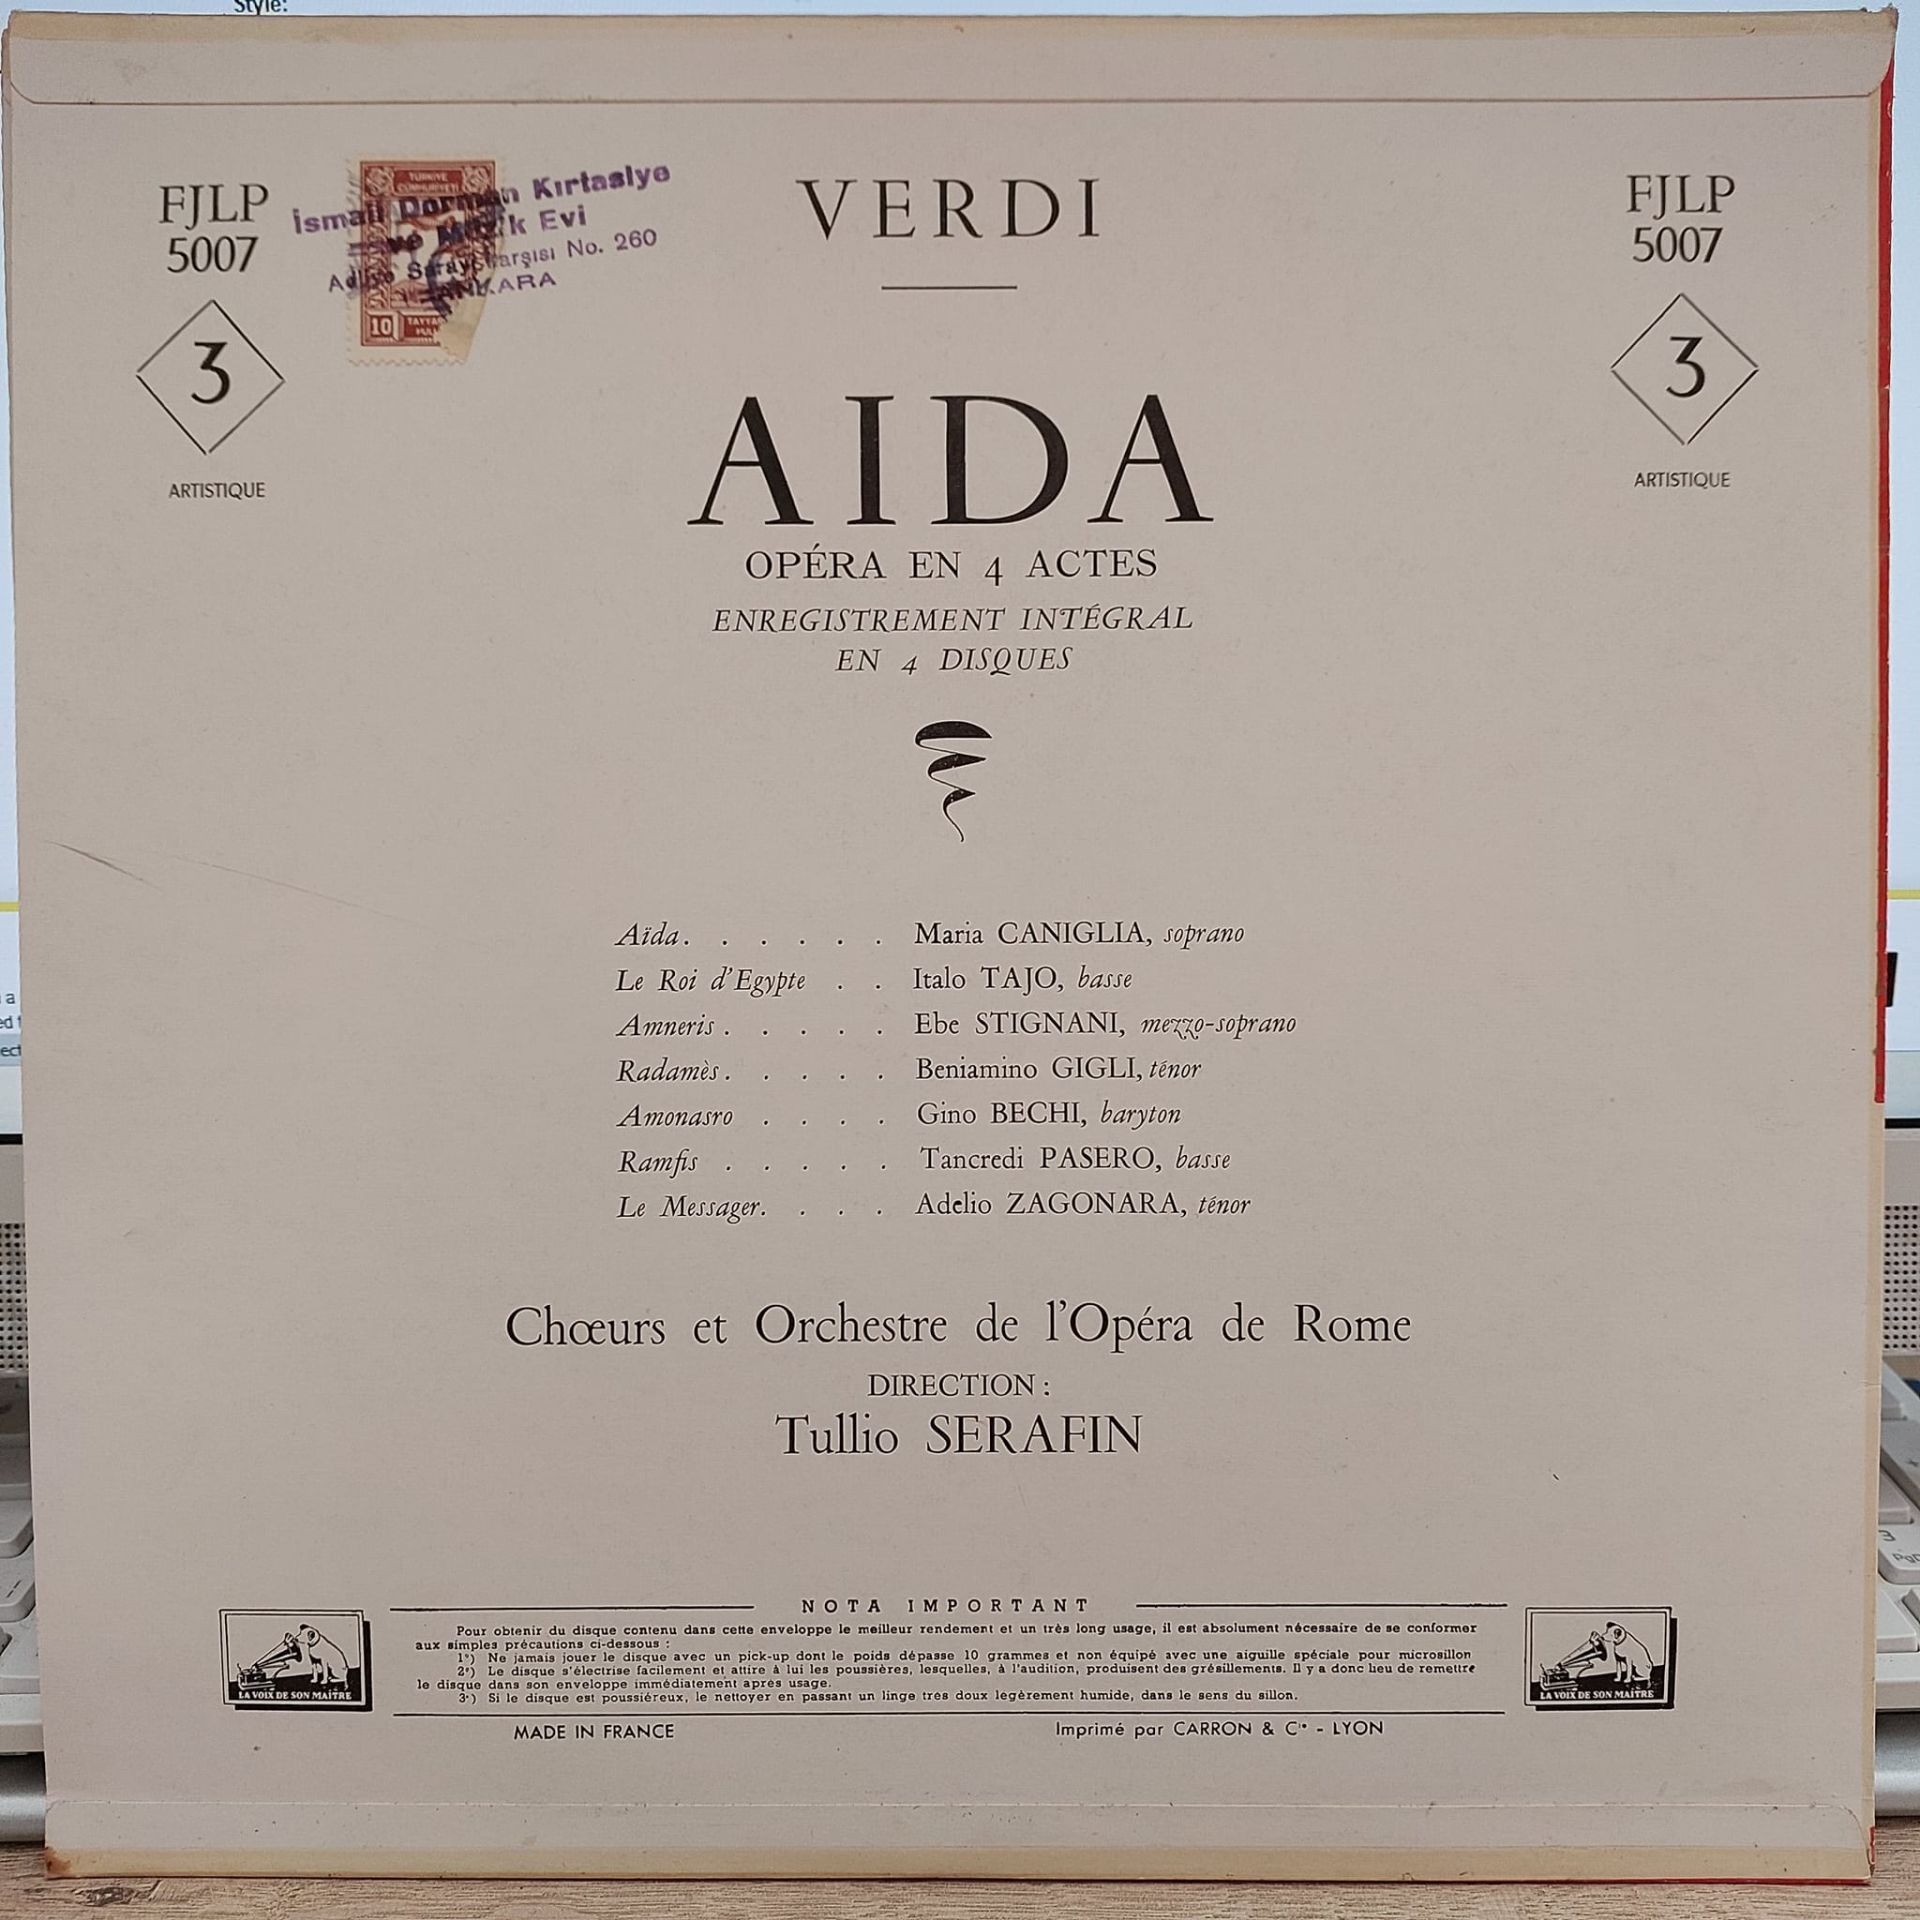 Style:
FJLP
5007
3
ARTISTIQUE
TÜRKİYE
CUMHURİYETİ
10
İsmail Dorman Kırtasiye
ve Müzik Evi
Adliye Sarayı Çarşısı No. 260
ANKARA
VERDI
FJLP
5007
3
ARTISTIQUE
AIDA
OPÉRA EN 4 ACTES
ENREGISTREMENT INTÉGRAL
EN 4 DISQUES
Aïda. . . . . . Maria CANIGLIA, soprano
Le Roi d'Egypte . . Italo TAJO, basse
Amneris . . . . . Ebe STIGNANI, mezzo-soprano
Radamès . . . . . Beniamino GIGLI, ténor
Amonasro . . . . Gino BECHI, baryton
Ramfis . . . . . Tancredi PASERO, basse
Le Messager. . . . Adelio ZAGONARA, ténor
Chœurs et Orchestre de l'Opéra de Rome
DIRECTION :
Tullio SERAFIN
NOTA IMPORTANT
Pour obtenir du disque contenu dans cette enveloppe le meilleur rendement et un très long usage, il est absolument nécessaire de se conformer
aux simples précautions ci-dessous :
1°) Ne jamais jouer le disque avec un pick-up dont le poids dépasse 10 grammes et non équipé avec une aiguille spéciale pour microsillon
2°) Le disque s'électrise facilement et attire à lui les poussières, lesquelles, à l'audition, produisent des grésillements. Il y a donc lieu de remettre
le disque dans son enveloppe immédiatement après usage.
3°) Si le disque est poussiéreux, le nettoyer en passant un linge très doux legèrement humide, dans le sens du sillon.
LA VOIX DE SON MAÎTRE
LA VOIX DE SON MAÎTRE
MADE IN FRANCE
Imprimé par CARRON & Cie - LYON